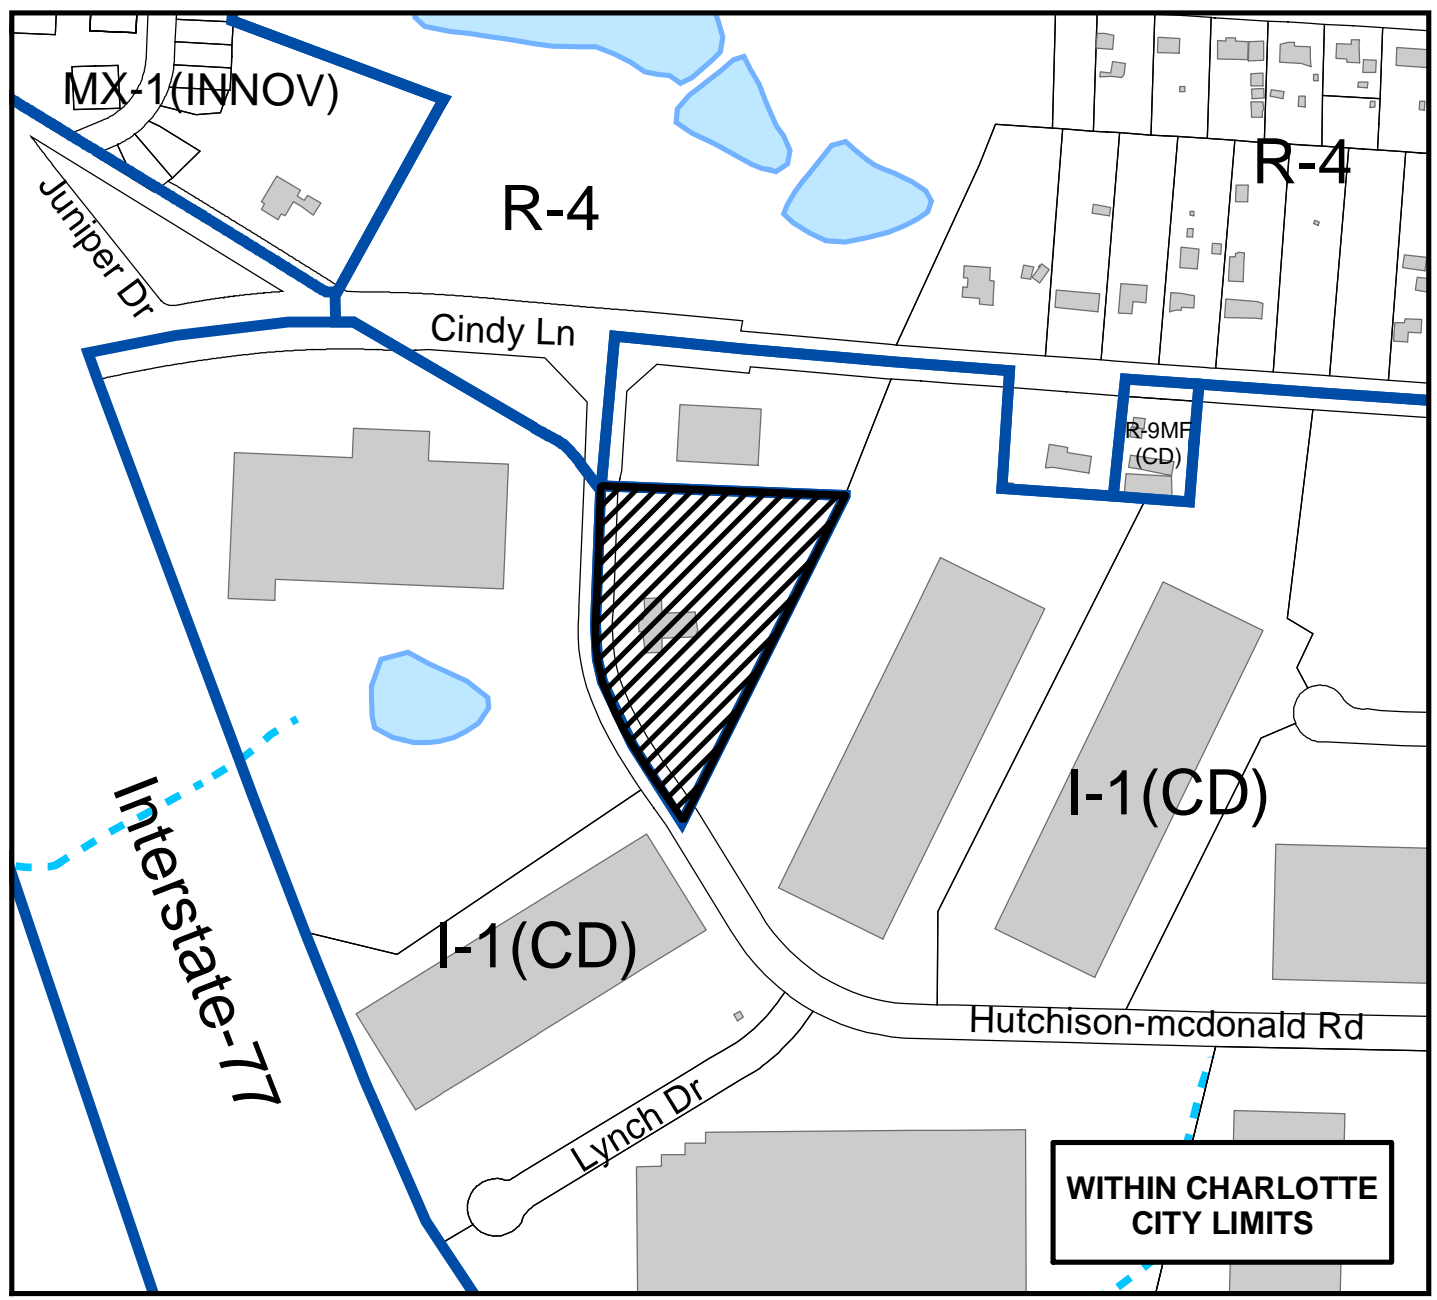 MX-1(INNOV)
R-4
R-4
Juniper Dr
Cindy Ln
R-9MF
(CD)
Interstate-77
I-1(CD)
I-1(CD)
Hutchison-mcdonald Rd
Lynch Dr
WITHIN CHARLOTTE
CITY LIMITS